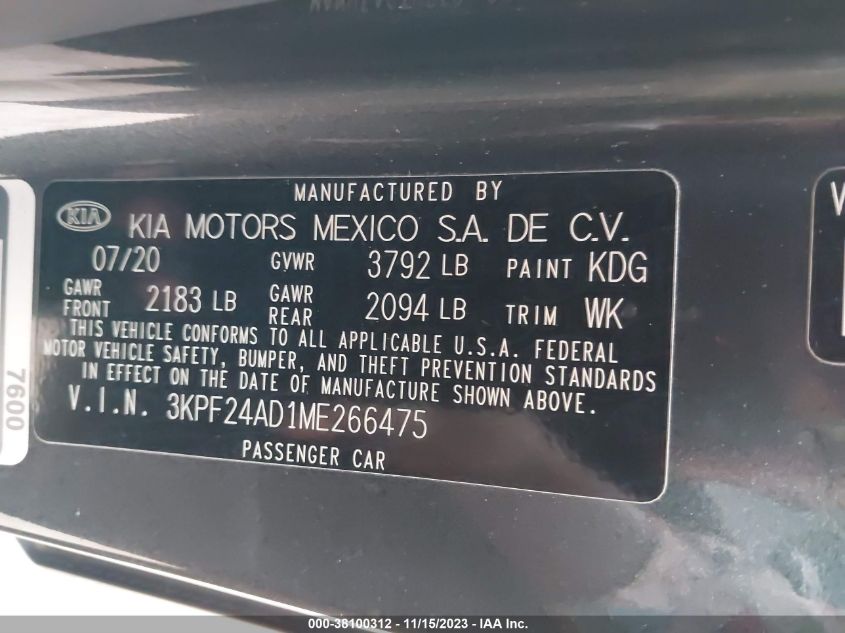 MANUFACTURED BY
KIA KIA MOTORS MEXICO S.A. DE C.V.
07/20 GVWR 3792 LB PAINT KDG
GAWR FRONT 2183 LB GAWR REAR 2094 LB TRIM WK
THIS VEHICLE CONFORMS TO ALL APPLICABLE U.S.A. FEDERAL
MOTOR VEHICLE SAFETY, BUMPER, AND THEFT PREVENTION STANDARDS
IN EFFECT ON THE DATE OF MANUFACTURE SHOWN ABOVE.
V.I.N. 3KPF24AD1ME266475
PASSENGER CAR
7600
V
000-38100312 - 11/15/2023 - IAA Inc.